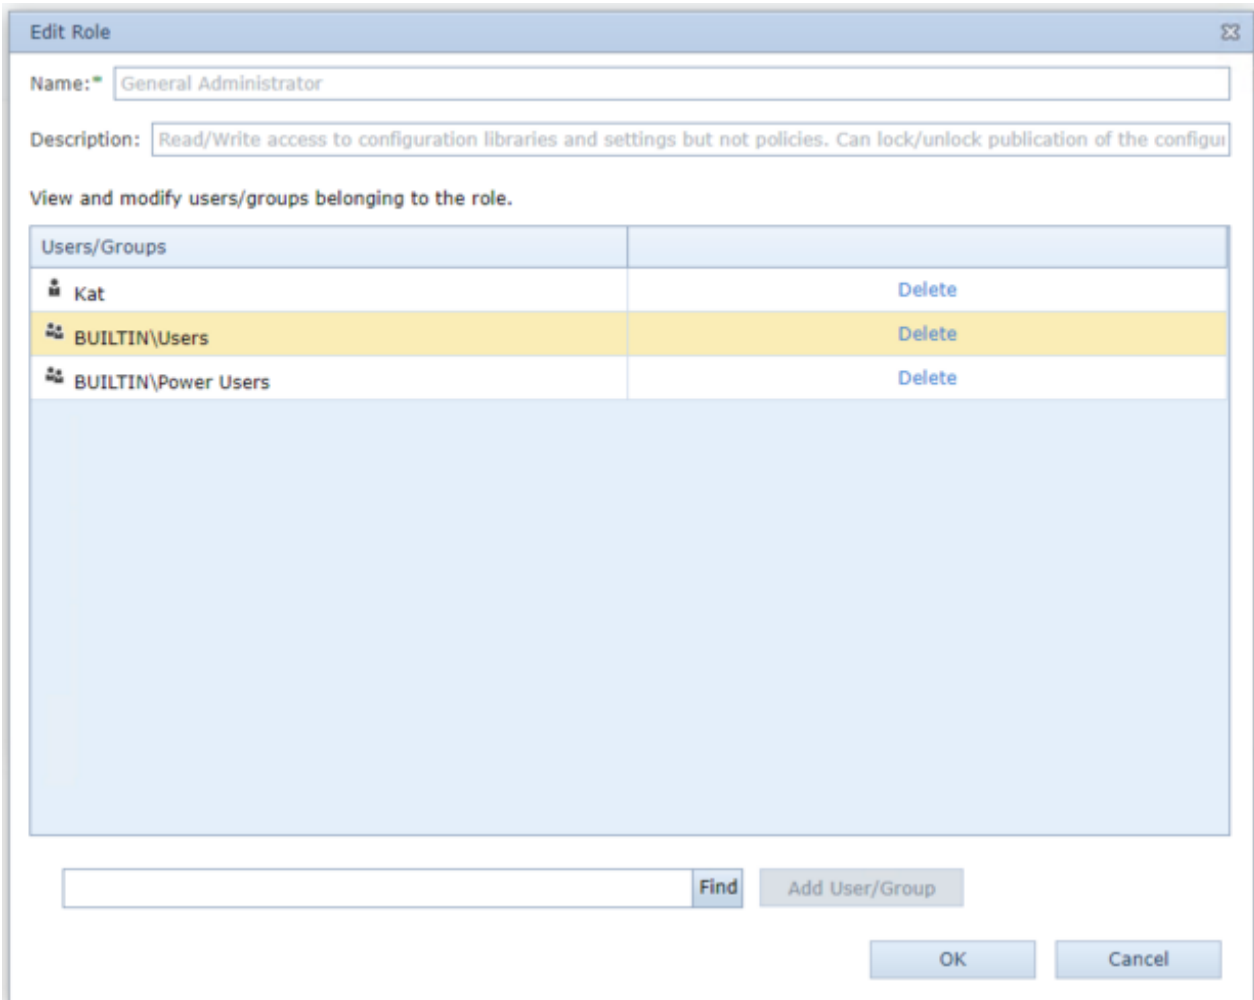 Edit Role
Name:* General Administrator
Description: Read/Write access to configuration libraries and settings but not policies. Can lock/unlock publication of the
View and modify users/groups belonging to the role.
Users/Groups
Kat Delete
BUILTIN\Users Delete
BUILTIN\Power Users Delete
Find Add User/Group
OK Cancel